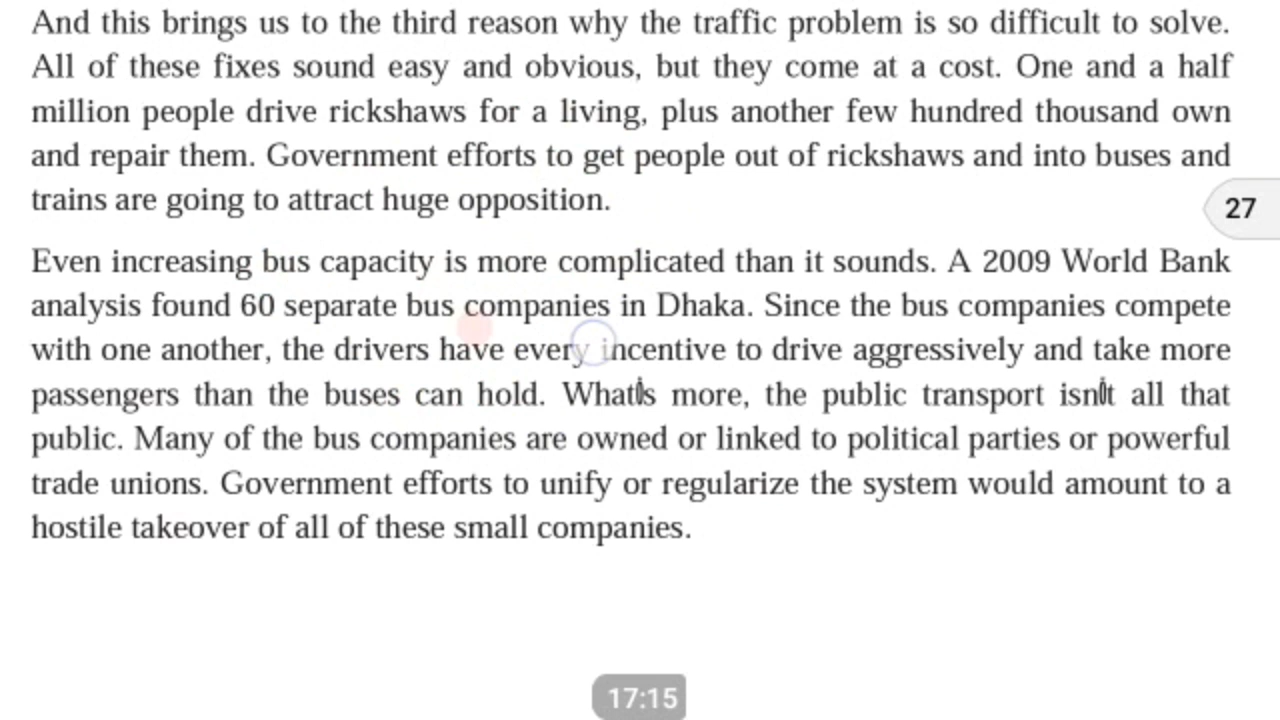 And this brings us to the third reason why the traffic problem is so difficult to solve.
All of these fixes sound easy and obvious, but they come at a cost. One and a half
million people drive rickshaws for a living, plus another few hundred thousand own
and repair them. Government efforts to get people out of rickshaws and into buses and
trains are going to attract huge opposition.
27
Even increasing bus capacity is more complicated than it sounds. A 2009 World Bank
analysis found 60 separate bus companies in Dhaka. Since the bus companies compete
with one another, the drivers have every incentive to drive aggressively and take more
passengers than the buses can hold. What's more, the public transport isn't all that
public. Many of the bus companies are owned or linked to political parties or powerful
trade unions. Government efforts to unify or regularize the system would amount to a
hostile takeover of all of these small companies.
17:15